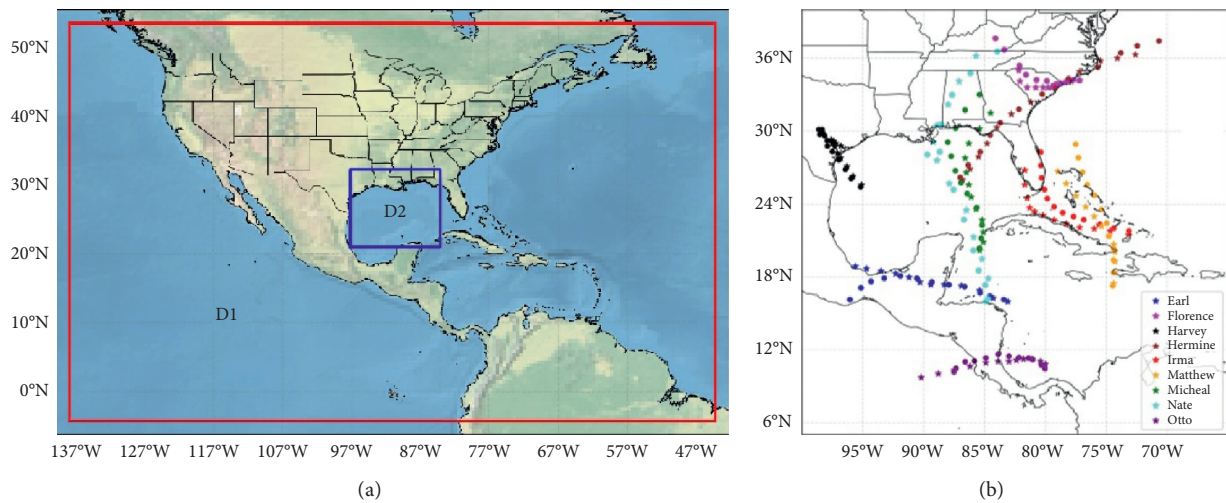 50°N
40°N
30°N
20°N
10°N
0°N
D2
D1
137°W 127°W 117°W 107°W 97°W 87°W 77°W 67°W 57°W 47°W
(a)
36°N
30°N
24°N
18°N
12°N
6°N
Earl
Florence
Harvey
Hermine
Irma
Matthew
Micheal
Nate
Otto
95°W 90°W 85°W 80°W 75°W 70°W
(b)